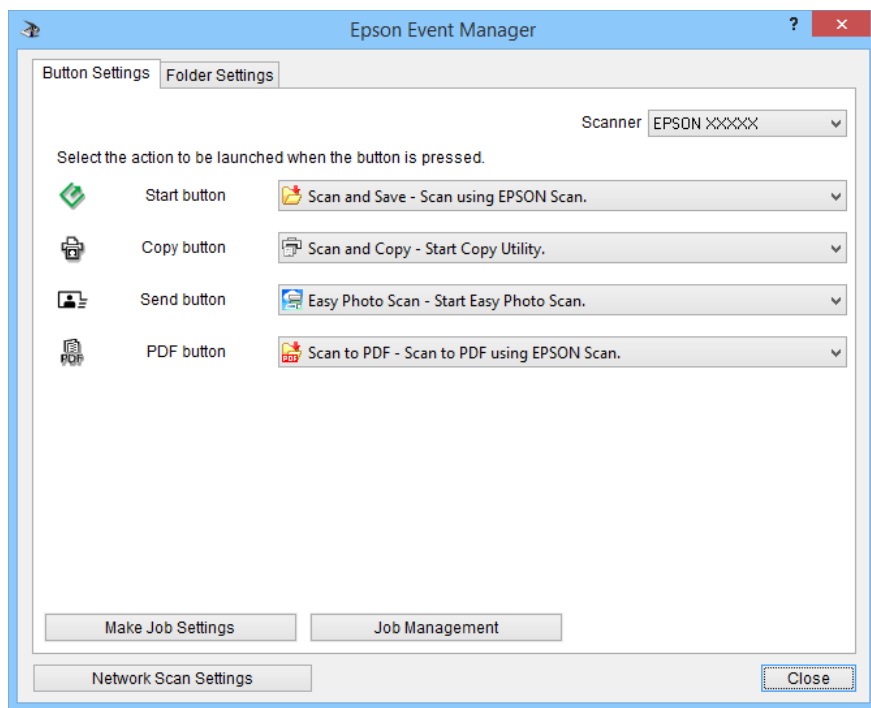 Epson Event Manager ?
Button Settings Folder Settings
Scanner EPSON XXXXX
Select the action to be launched when the button is pressed.
Start button Scan and Save - Scan using EPSON Scan.
Copy button Scan and Copy - Start Copy Utility.
Send button Easy Photo Scan - Start Easy Photo Scan.
PDF PDF button PDF Scan to PDF - Scan to PDF using EPSON Scan.
Make Job Settings Job Management
Network Scan Settings Close